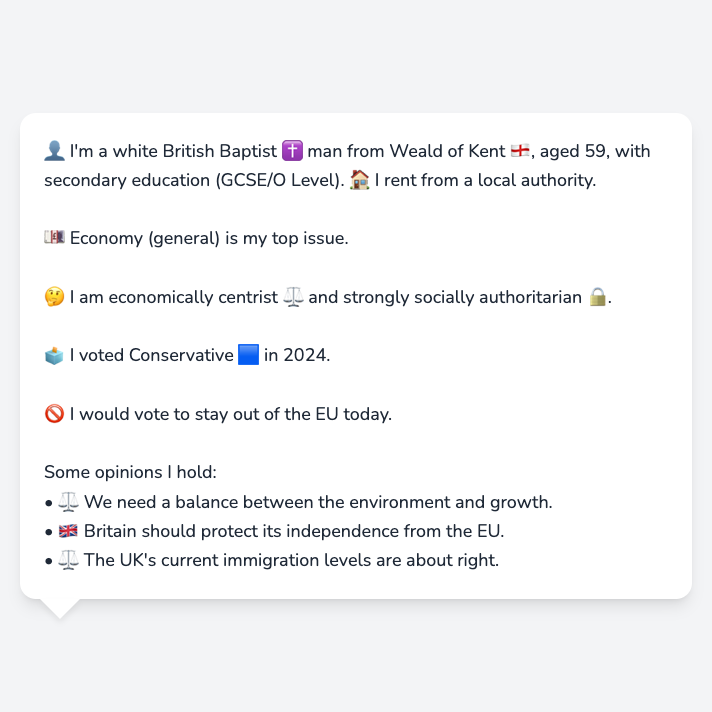 👤 I'm a white British Baptist ✝️ man from Weald of Kent 🏴󠁧󠁢󠁥󠁮󠁧󠁿, aged 59, with
secondary education (GCSE/O Level). 🏠 I rent from a local authority.
💷 Economy (general) is my top issue.
🤔 I am economically centrist ⚖️ and strongly socially authoritarian 🔒.
🗳️ I voted Conservative 🟦 in 2024.
🚫 I would vote to stay out of the EU today.
Some opinions I hold:
• ⚖️ We need a balance between the environment and growth.
• 🇬🇧 Britain should protect its independence from the EU.
• ⚖️ The UK's current immigration levels are about right.